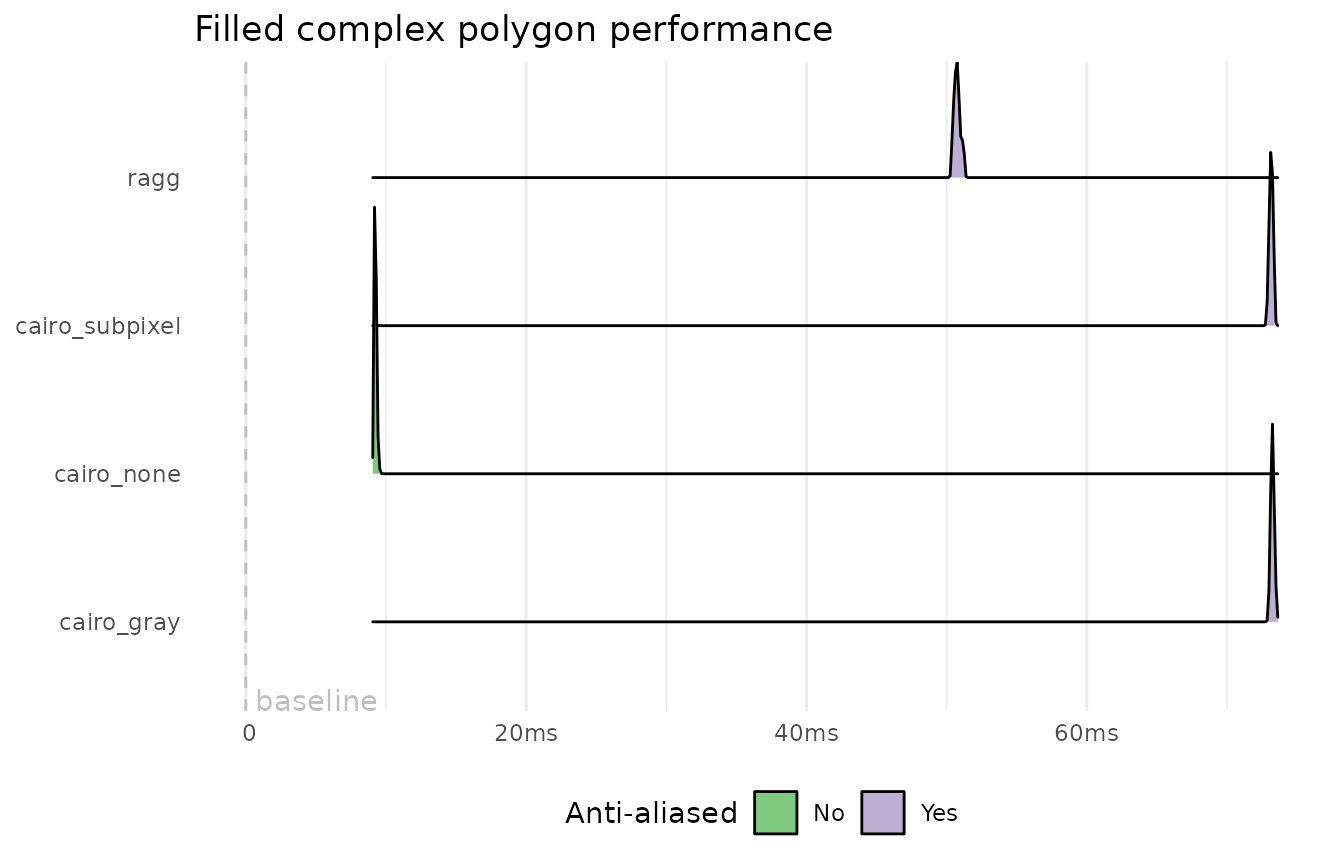 Filled complex polygon performance
ragg
cairo_subpixel
cairo_none
cairo_gray
baseline
0 20ms 40ms 60ms
Anti-aliased No Yes